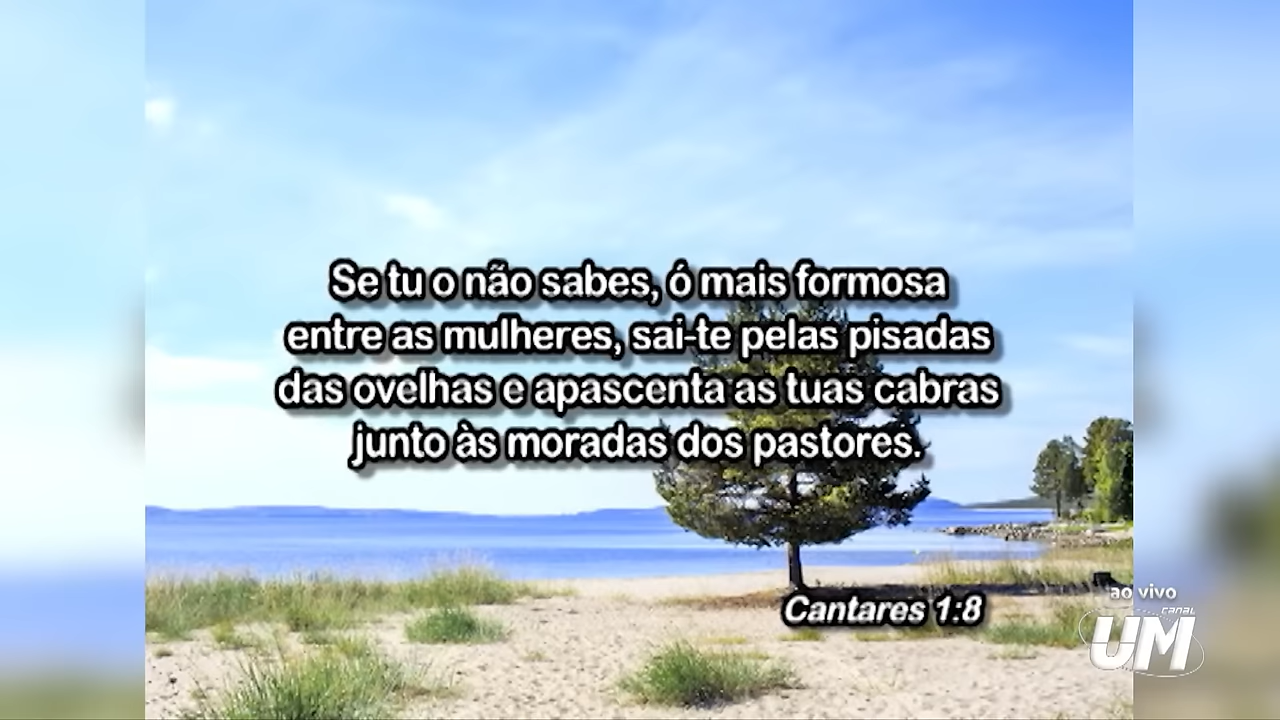 Se tu o não sabes, ó mais formosa
entre as mulheres, sai-te pelas pisadas
das ovelhas e apascenta as tuas cabras
junto às moradas dos pastores.
Cantares 1:8
ao vivo
CANAL
UM